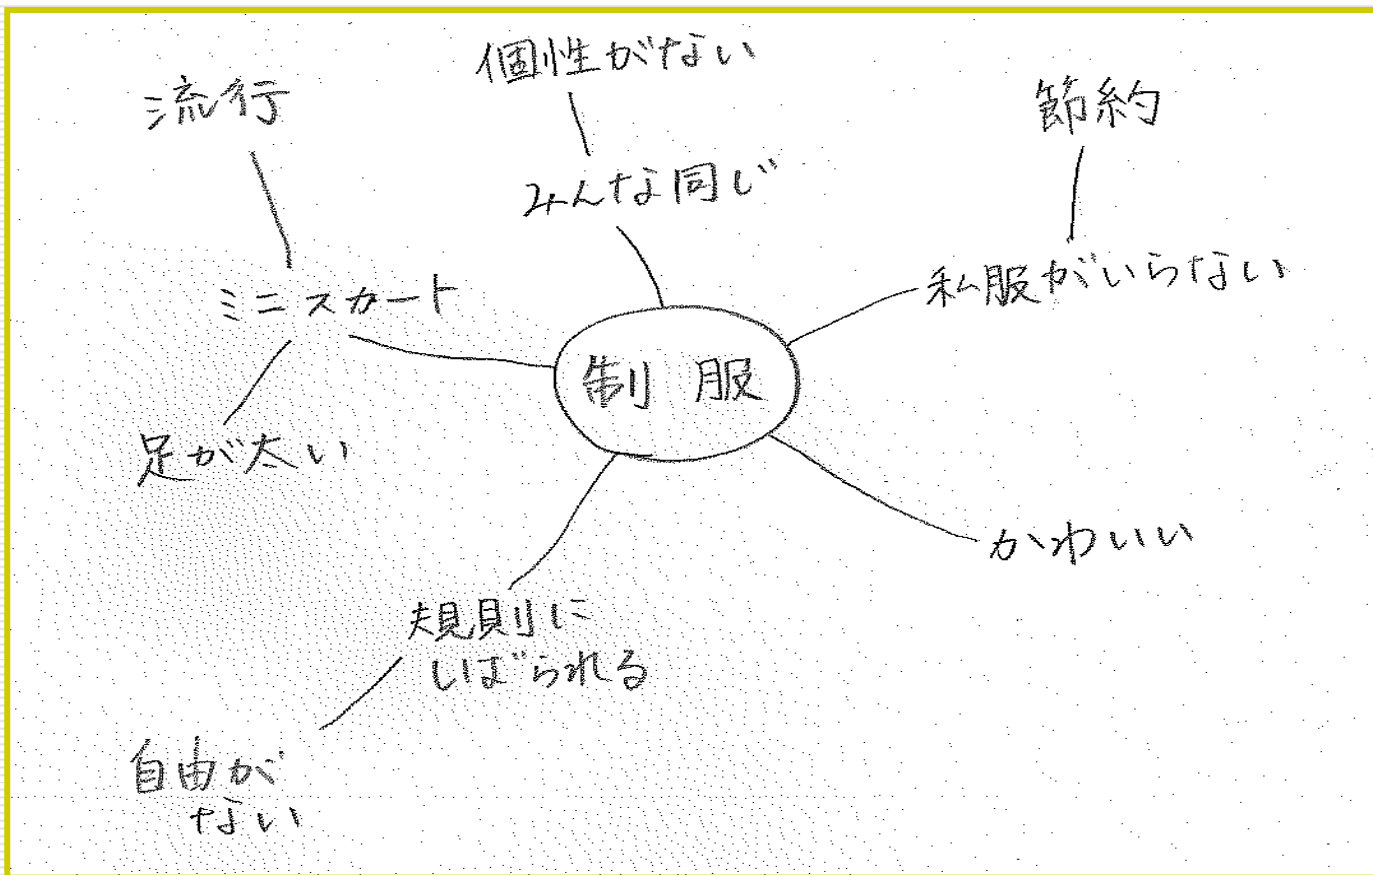 個性がない
流行
節約
みんな同じ
私服がいらない
ミニスカート
制服
足が太い
かわいい
規則に
しばられる
自由が
ない